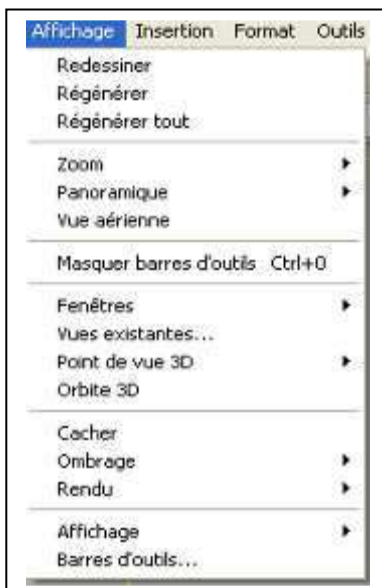 Affichage Insertion Format Outils
Redessiner
Régénérer
Régénérer tout
Zoom
Panoramique
Vue aérienne
Masquer barres d'outils Ctrl+0
Fenêtres
Vues existantes...
Point de vue 3D
Orbite 3D
Cacher
Ombrage
Rendu
Affichage
Barres d'outils...